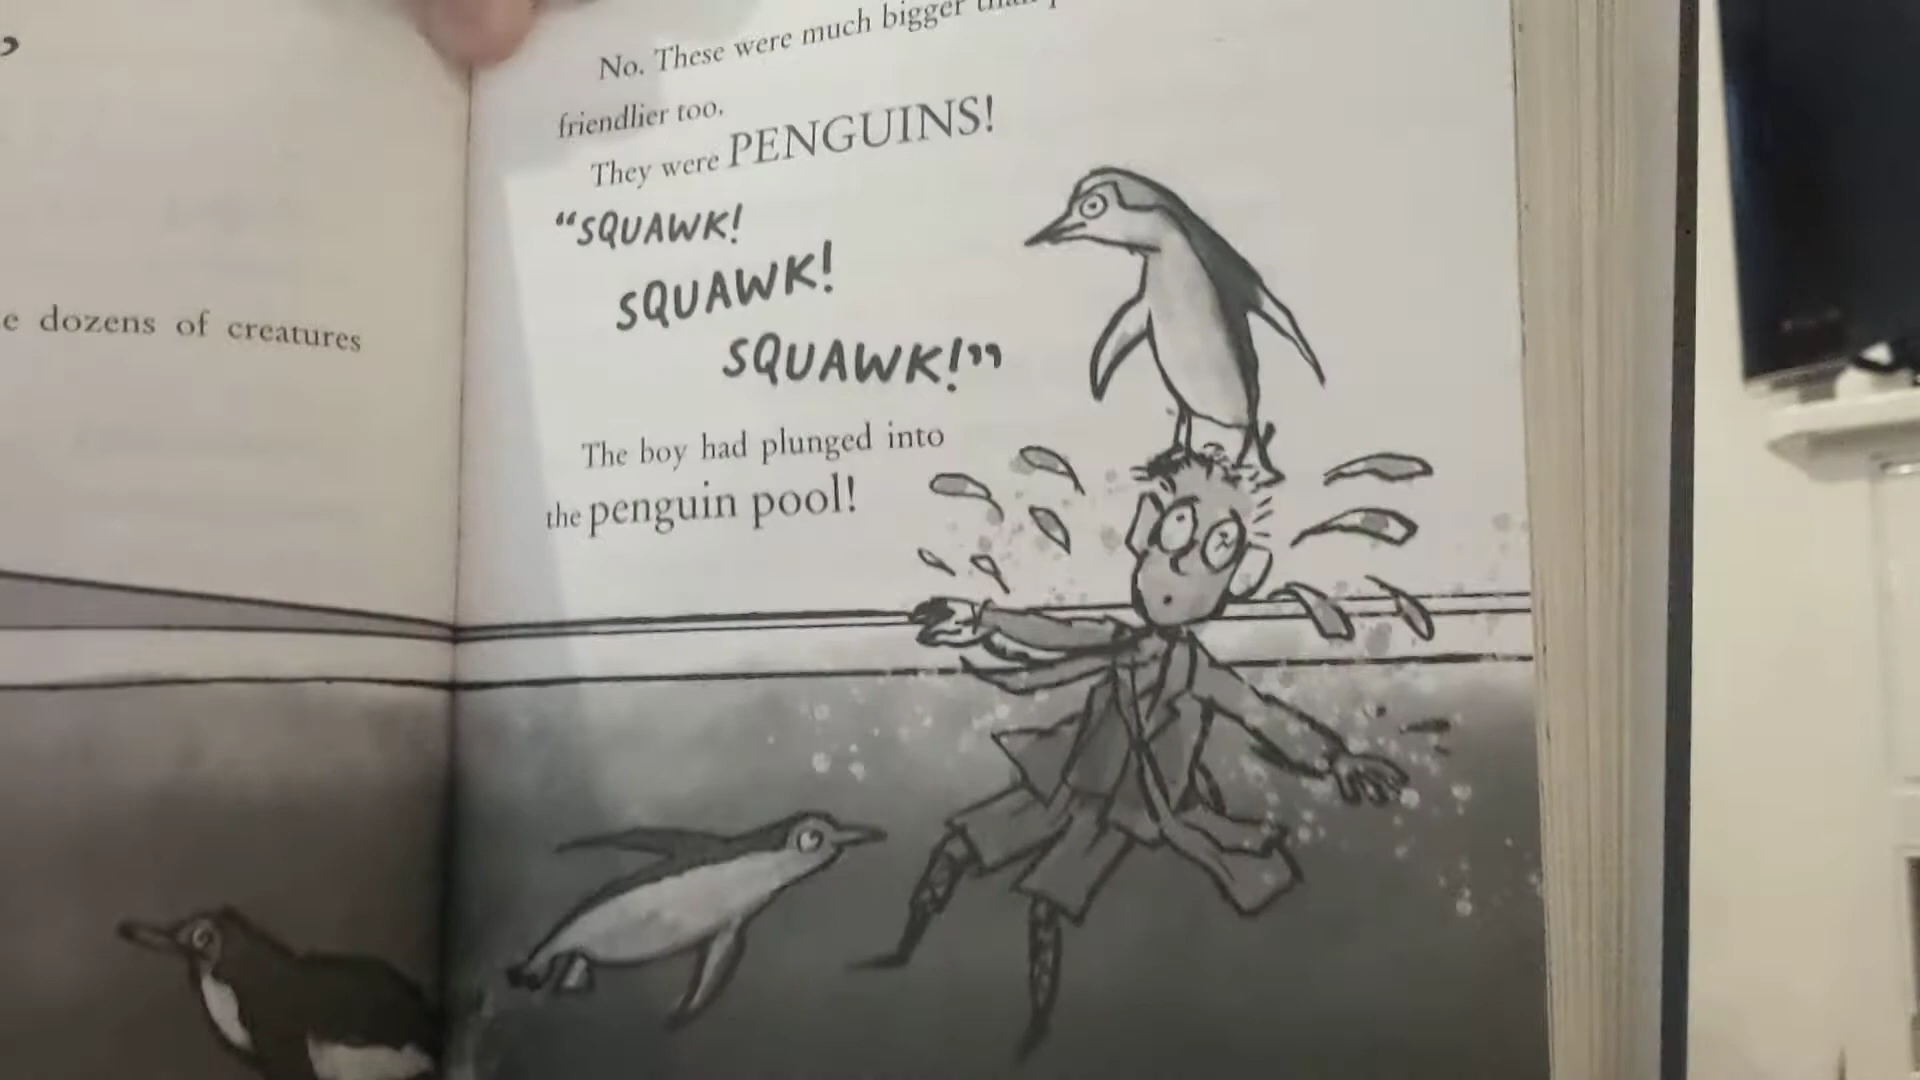 dozens of creatures
No. These were much bigger
friendlier too.
They were PENGUINS!
“SQUAWK!
SQUAWK!
SQUAWK!”
The boy had plunged into
the penguin pool!